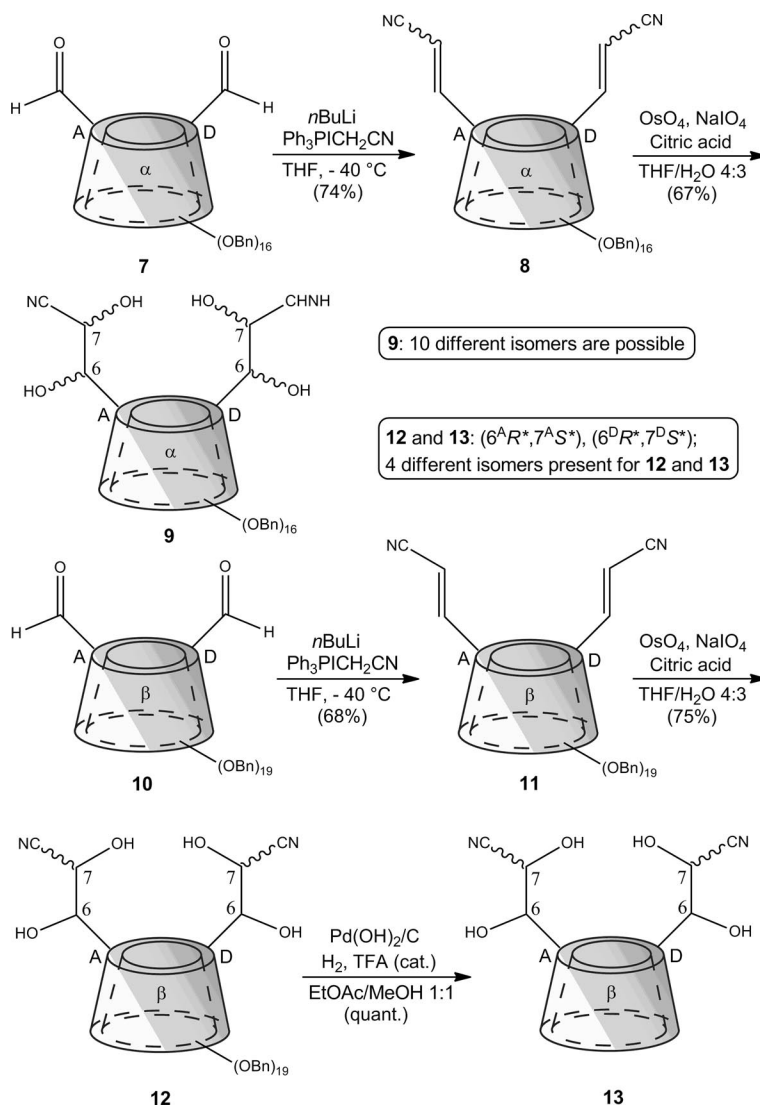 O
O
H
A
D
H
α
(OBn)16
7
nBuLi
Ph3PICH2CN
THF, - 40 °C
(74%)
NC
CN
A
D
α
(OBn)16
8
OsO4, NaIO4
Citric acid
THF/H2O 4:3
(67%)
NC
OH
HO
CHNH
7
7
6
6
HO
OH
A
D
α
(OBn)16
9
9: 10 different isomers are possible
12 and 13: (6AR*,7AS*), (6DR*,7DS*);
4 different isomers present for 12 and 13
O
O
H
A
D
H
β
(OBn)19
10
nBuLi
Ph3PICH2CN
THF, - 40 °C
(68%)
NC
CN
A
D
β
(OBn)19
11
OsO4, NaIO4
Citric acid
THF/H2O 4:3
(75%)
NC
OH
HO
CN
7
7
6
6
HO
OH
A
D
β
(OBn)19
12
Pd(OH)2/C
H2, TFA (cat.)
EtOAc/MeOH 1:1
(quant.)
NC
OH
HO
CN
7
7
6
6
HO
OH
A
D
β
13